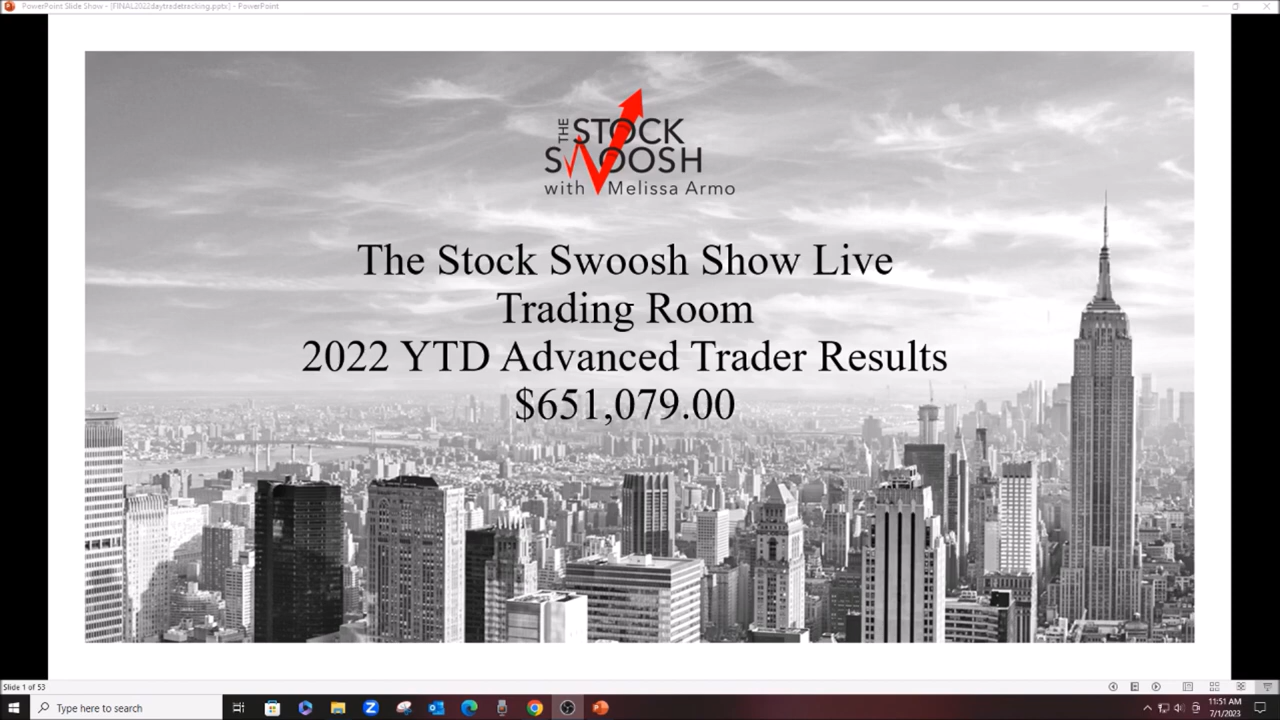 PowerPoint Slide Show - [FINAL2022daytradetracking.pptx] - PowerPoint
THE STOCK
SWOOSH
with Melissa Armo
The Stock Swoosh Show Live
Trading Room
2022 YTD Advanced Trader Results
$651,079.00
Slide 1 of 53
Type here to search
11:51 AM
7/1/2023